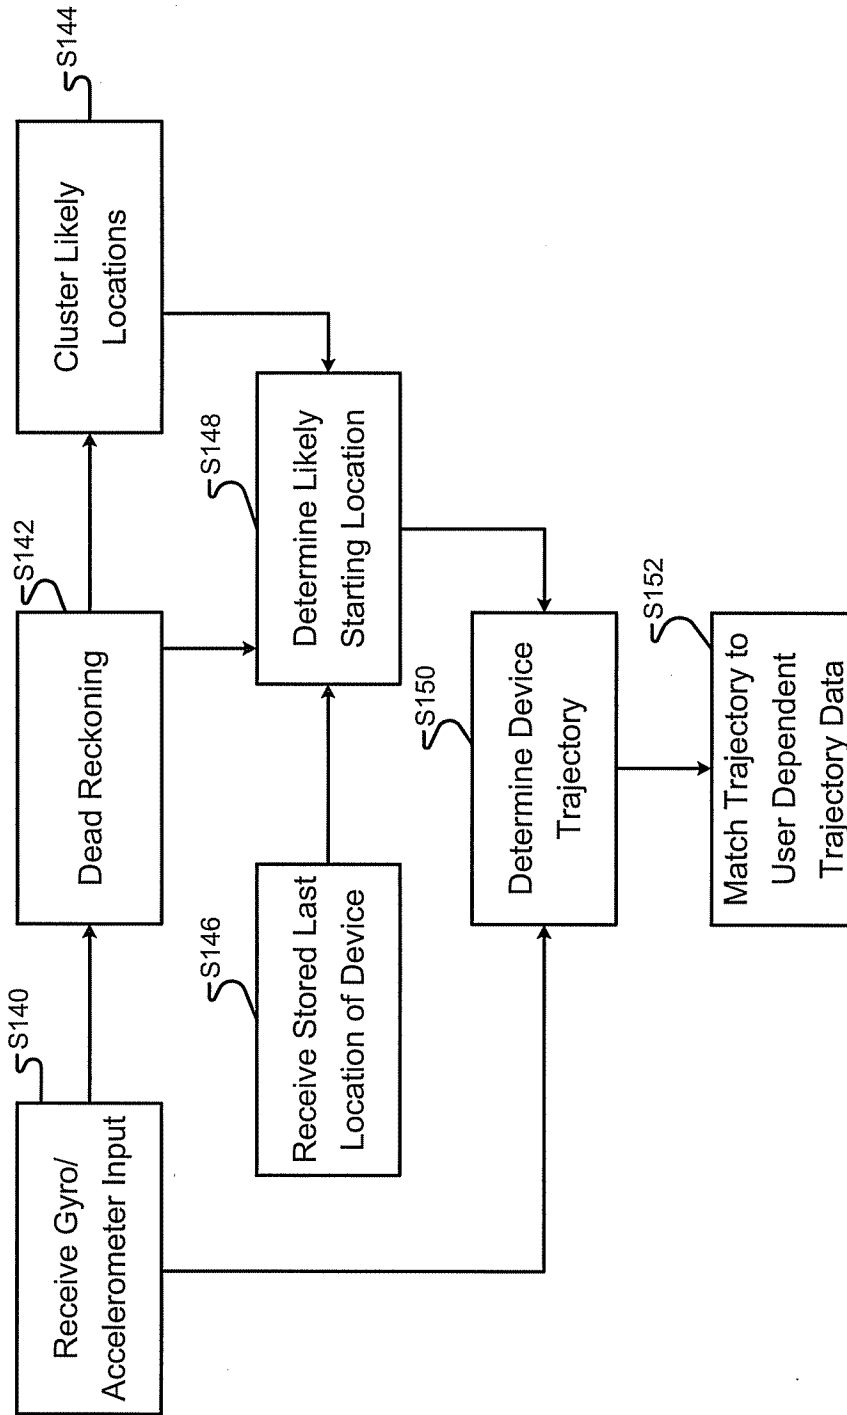 S140
Receive Gyro/
Accelerometer Input
S142
Dead Reckoning
S144
Cluster Likely
Locations
S146
Receive Stored Last
Location of Device
S148
Determine Likely
Starting Location
S150
Determine Device
Trajectory
S152
Match Trajectory to
User Dependent
Trajectory Data